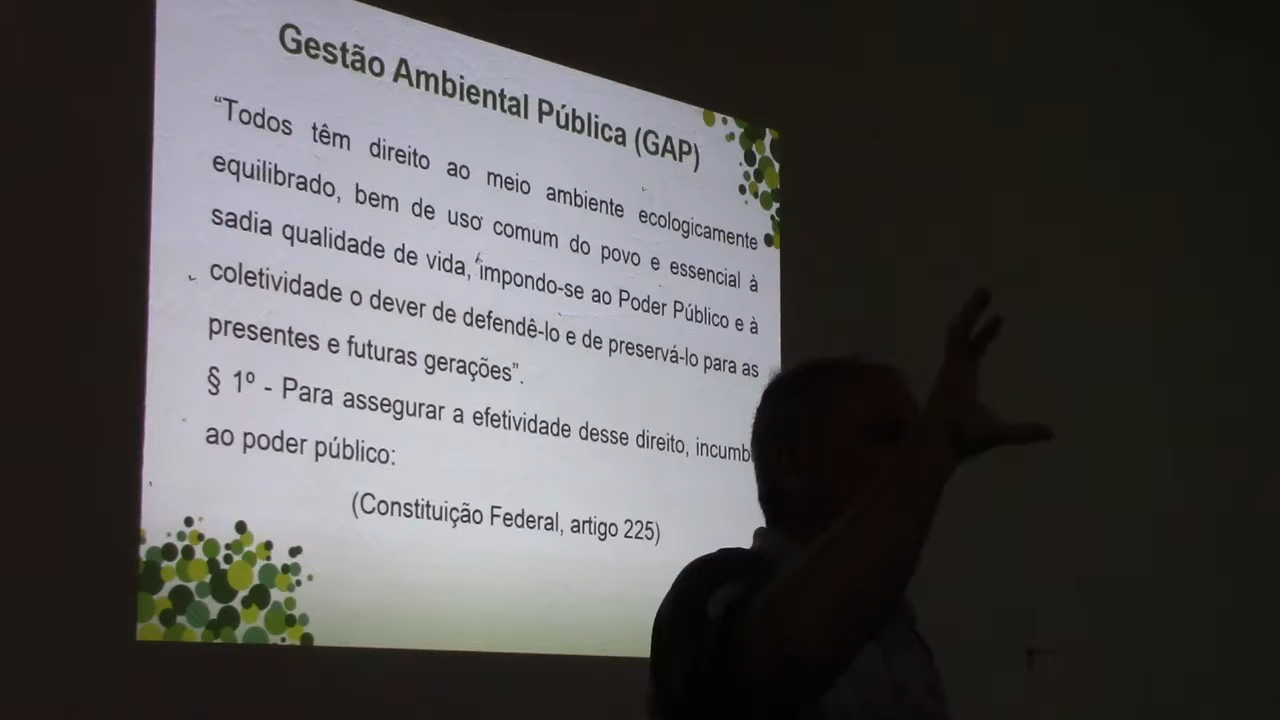 Gestão Ambiental Pública (GAP)
“Todos têm direito ao meio ambiente ecologicamente
equilibrado, bem de uso comum do povo e essencial à
sadia qualidade de vida, impondo-se ao Poder Público e à
coletividade o dever de defendê-lo e de preservá-lo para as
presentes e futuras gerações”.
§ 1º - Para assegurar a efetividade desse direito, incumb
ao poder público:
(Constituição Federal, artigo 225)